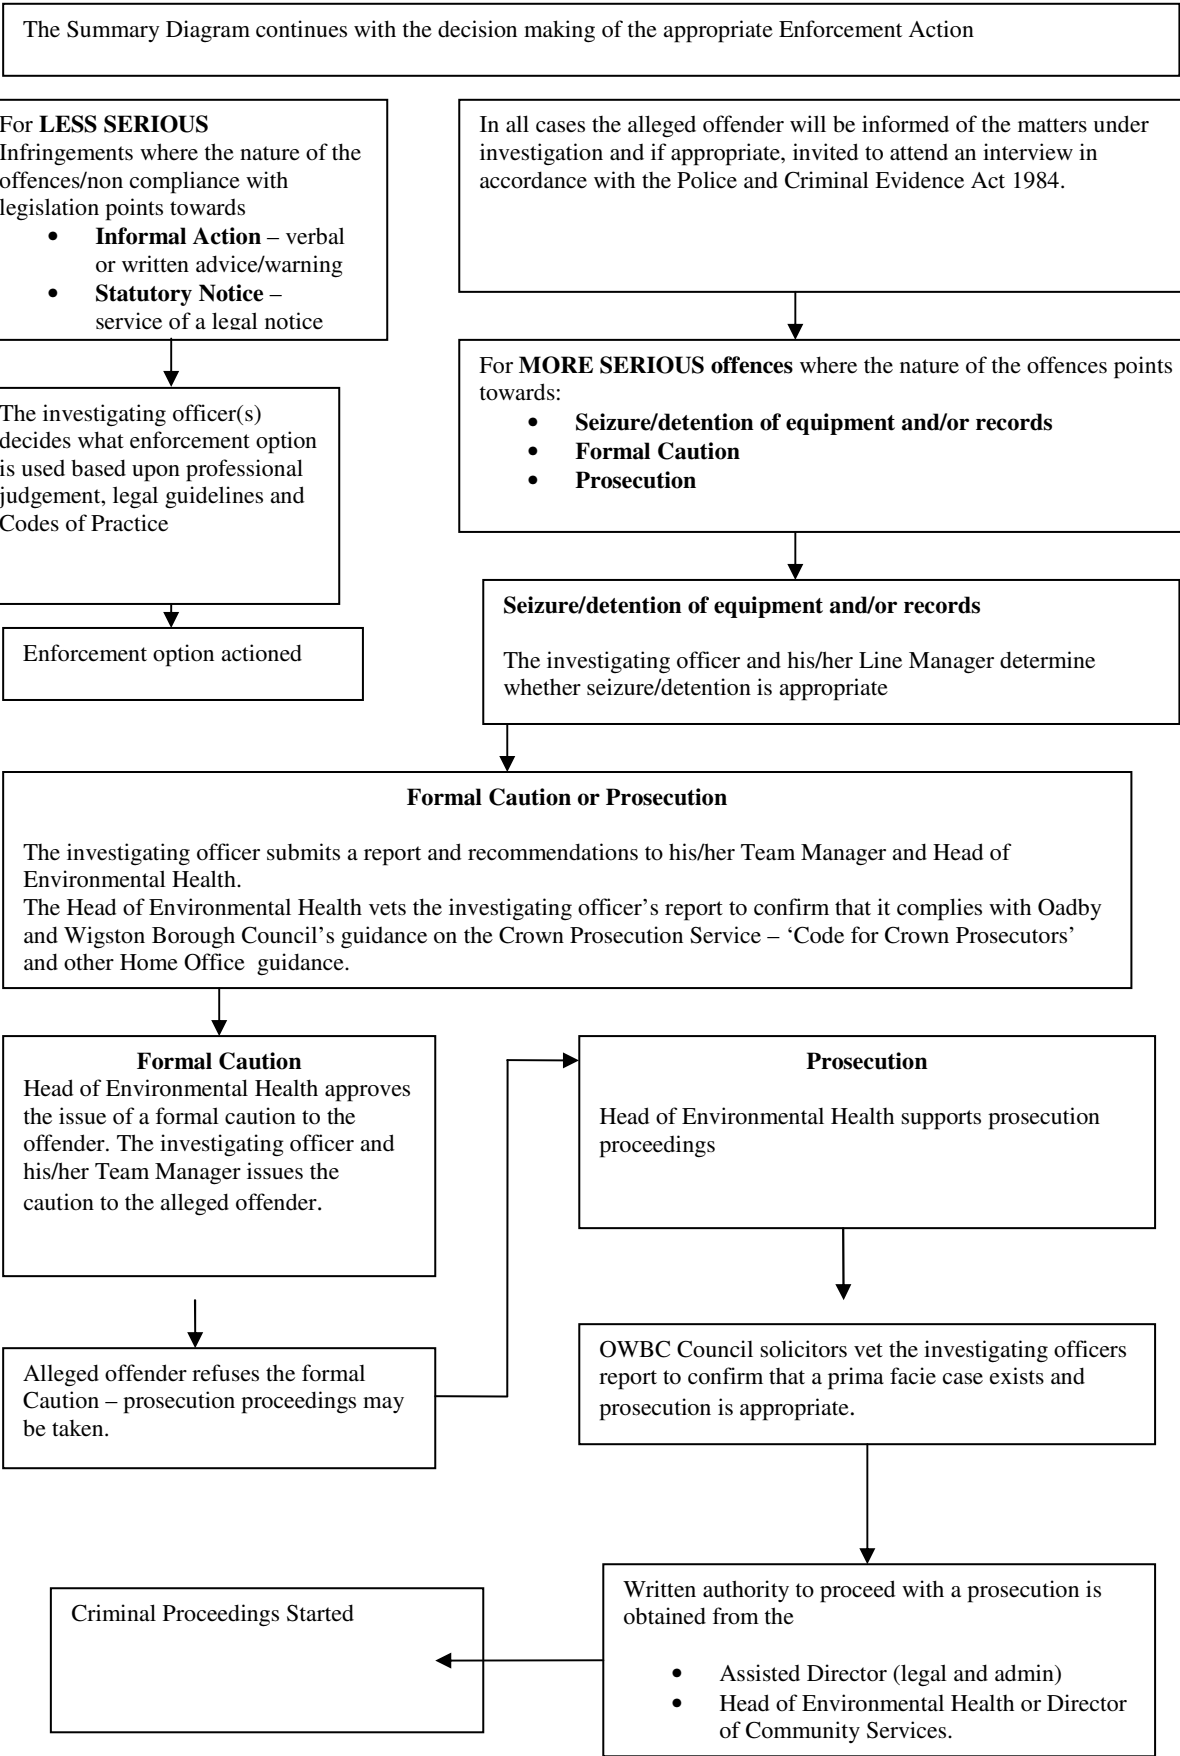 The Summary Diagram continues with the decision making of the appropriate Enforcement Action
For LESS SERIOUS
Infringements where the nature of the
offences/non compliance with
legislation points towards
• Informal Action – verbal
or written advice/warning
• Statutory Notice –
service of a legal notice
In all cases the alleged offender will be informed of the matters under
investigation and if appropriate, invited to attend an interview in
accordance with the Police and Criminal Evidence Act 1984.
The investigating officer(s)
decides what enforcement option
is used based upon professional
judgement, legal guidelines and
Codes of Practice
For MORE SERIOUS offences where the nature of the offences points
towards:
• Seizure/detention of equipment and/or records
• Formal Caution
• Prosecution
Enforcement option actioned
Seizure/detention of equipment and/or records
The investigating officer and his/her Line Manager determine
whether seizure/detention is appropriate
Formal Caution or Prosecution
The investigating officer submits a report and recommendations to his/her Team Manager and Head of
Environmental Health.
The Head of Environmental Health vets the investigating officer's report to confirm that it complies with Oadby
and Wigston Borough Council's guidance on the Crown Prosecution Service – 'Code for Crown Prosecutors'
and other Home Office  guidance.
Formal Caution
Head of Environmental Health approves
the issue of a formal caution to the
offender. The investigating officer and
his/her Team Manager issues the
caution to the alleged offender.
Prosecution
Head of Environmental Health supports prosecution
proceedings
Alleged offender refuses the formal
Caution – prosecution proceedings may
be taken.
OWBC Council solicitors vet the investigating officers
report to confirm that a prima facie case exists and
prosecution is appropriate.
Criminal Proceedings Started
Written authority to proceed with a prosecution is
obtained from the
• Assisted Director (legal and admin)
• Head of Environmental Health or Director
of Community Services.